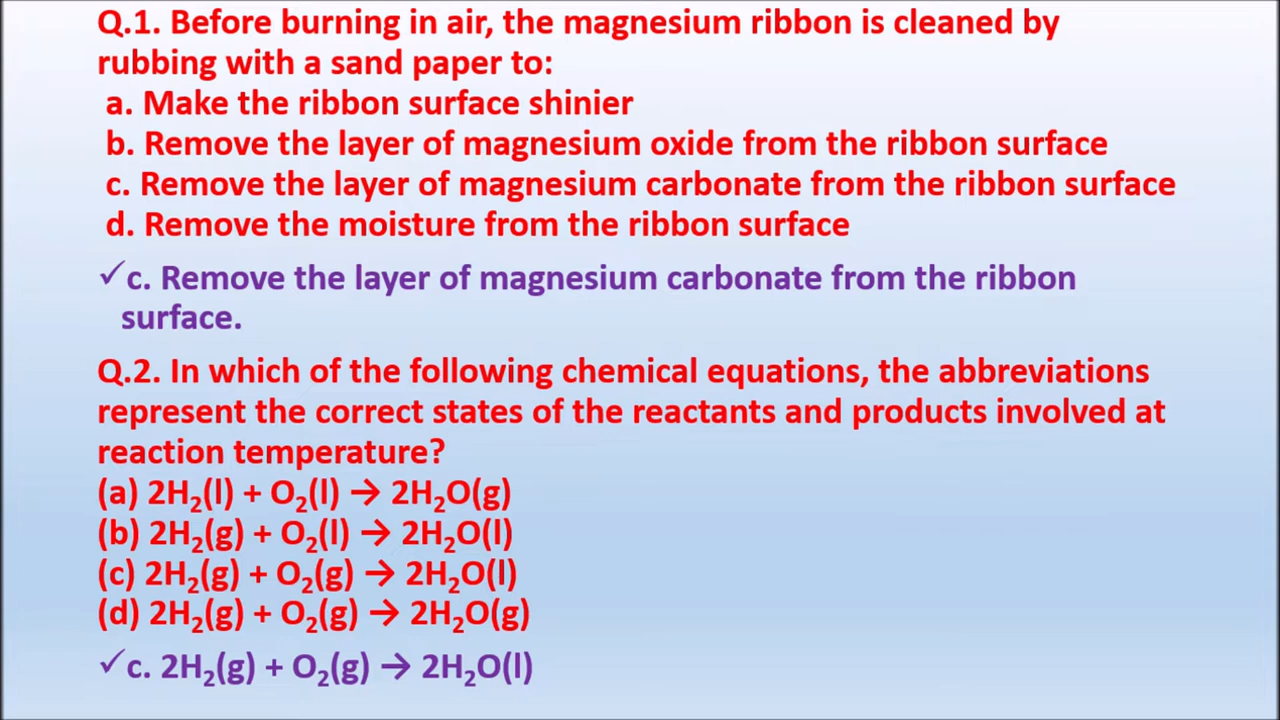 Q.1. Before burning in air, the magnesium ribbon is cleaned by
rubbing with a sand paper to:
a. Make the ribbon surface shinier
b. Remove the layer of magnesium oxide from the ribbon surface
c. Remove the layer of magnesium carbonate from the ribbon surface
d. Remove the moisture from the ribbon surface
✓c. Remove the layer of magnesium carbonate from the ribbon
surface.
Q.2. In which of the following chemical equations, the abbreviations
represent the correct states of the reactants and products involved at
reaction temperature?
(a) 2H₂(l) + O₂(l) → 2H₂O(g)
(b) 2H₂(g) + O₂(l) → 2H₂O(l)
(c) 2H₂(g) + O₂(g) → 2H₂O(l)
(d) 2H₂(g) + O₂(g) → 2H₂O(g)
✓c. 2H₂(g) + O₂(g) → 2H₂O(l)